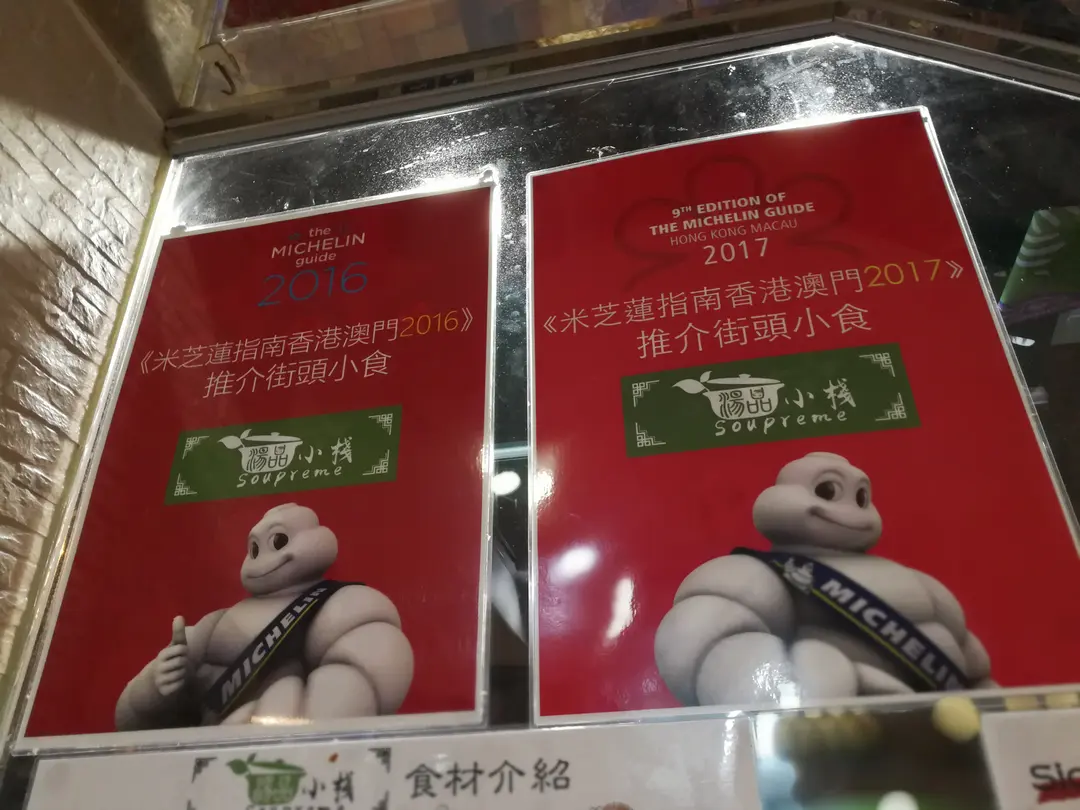 the
MICHELIN
guide
2016
《米芝蓮指南香港澳門2016》
推介街頭小食
湯品小棧
Soupreme
MICHELIN
9TH EDITION OF
THE MICHELIN GUIDE
HONG KONG MACAU
2017
《米芝蓮指南香港澳門2017》
推介街頭小食
湯品小棧
Soupreme
MICHELIN
湯品小棧
Soupreme
食材介紹